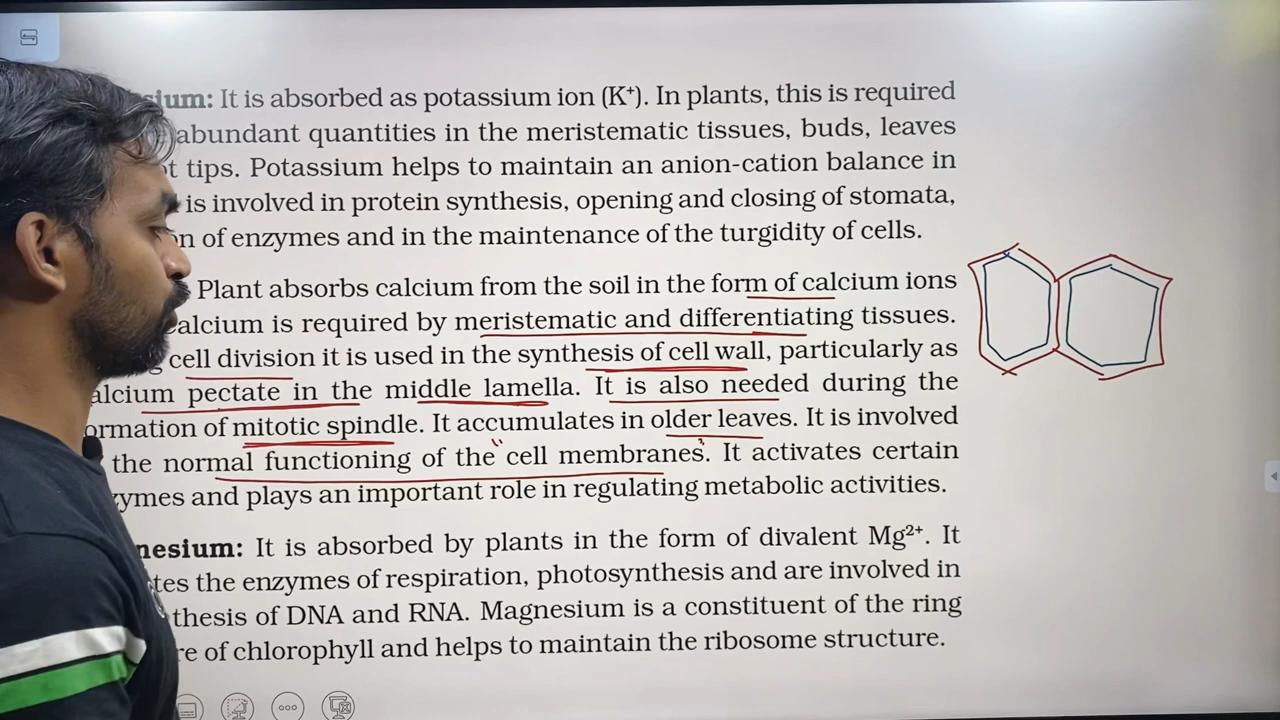 sium: It is absorbed as potassium ion (K⁺). In plants, this is required
abundant quantities in the meristematic tissues, buds, leaves
t tips. Potassium helps to maintain an anion-cation balance in
is involved in protein synthesis, opening and closing of stomata,
n of enzymes and in the maintenance of the turgidity of cells.
Plant absorbs calcium from the soil in the form of calcium ions
alcium is required by meristematic and differentiating tissues.
g cell division it is used in the synthesis of cell wall, particularly as
alcium pectate in the middle lamella. It is also needed during the
ormation of mitotic spindle. It accumulates in older leaves. It is involved
the normal functioning of the "cell membranes". It activates certain
zymes and plays an important role in regulating metabolic activities.
nesium: It is absorbed by plants in the form of divalent Mg²⁺. It
tes the enzymes of respiration, photosynthesis and are involved in
thesis of DNA and RNA. Magnesium is a constituent of the ring
re of chlorophyll and helps to maintain the ribosome structure.